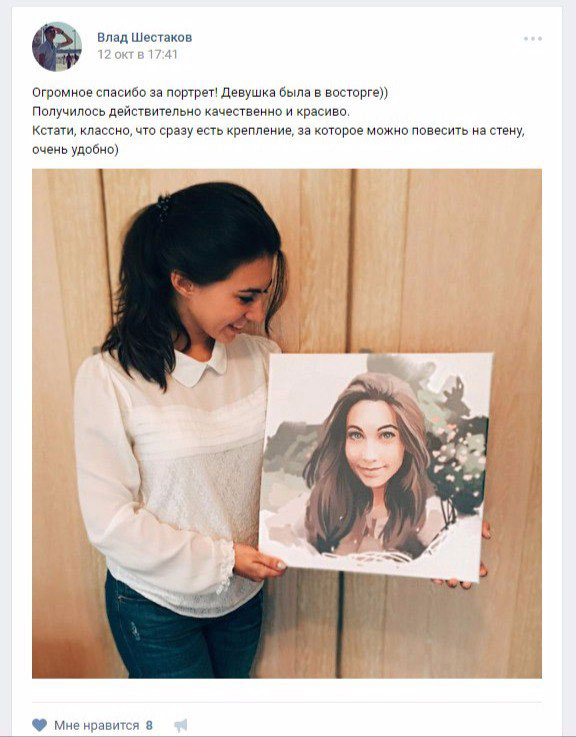 Влад Шестаков
12 окт в 17:41
Огромное спасибо за портрет! Девушка была в восторге))
Получилось действительно качественно и красиво.
Кстати, классно, что сразу есть крепление, за которое можно повесить на стену,
очень удобно)
Мне нравится 8